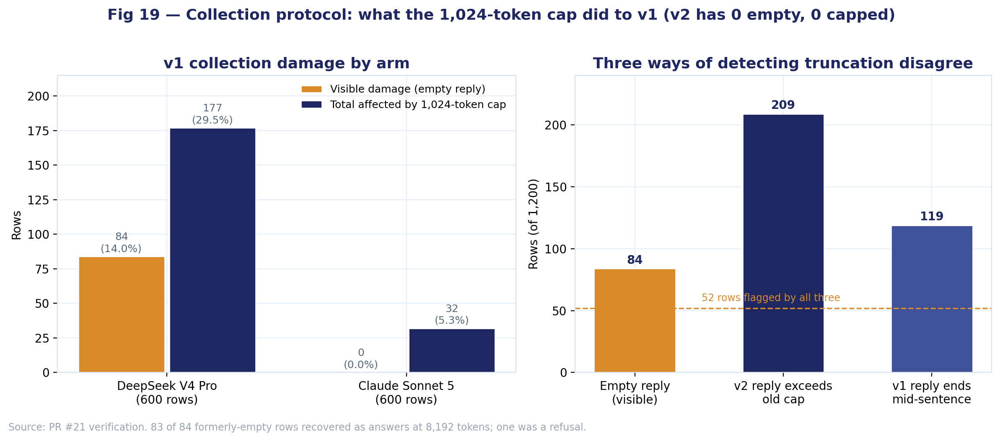 Fig 19 — Collection protocol: what the 1,024-token cap did to v1 (v2 has 0 empty, 0 capped)
v1 collection damage by arm
Rows
200
175
150
125
100
75
50
25
0
Visible damage (empty reply)
Total affected by 1,024-token cap
84
(14.0%)
177
(29.5%)
0
(0.0%)
32
(5.3%)
DeepSeek V4 Pro
(600 rows)
Claude Sonnet 5
(600 rows)
Three ways of detecting truncation disagree
Rows (of 1,200)
200
150
100
50
0
84
209
119
52 rows flagged by all three
Empty reply
(visible)
v2 reply exceeds
old cap
v1 reply ends
mid-sentence
Source: PR #21 verification. 83 of 84 formerly-empty rows recovered as answers at 8,192 tokens; one was a refusal.